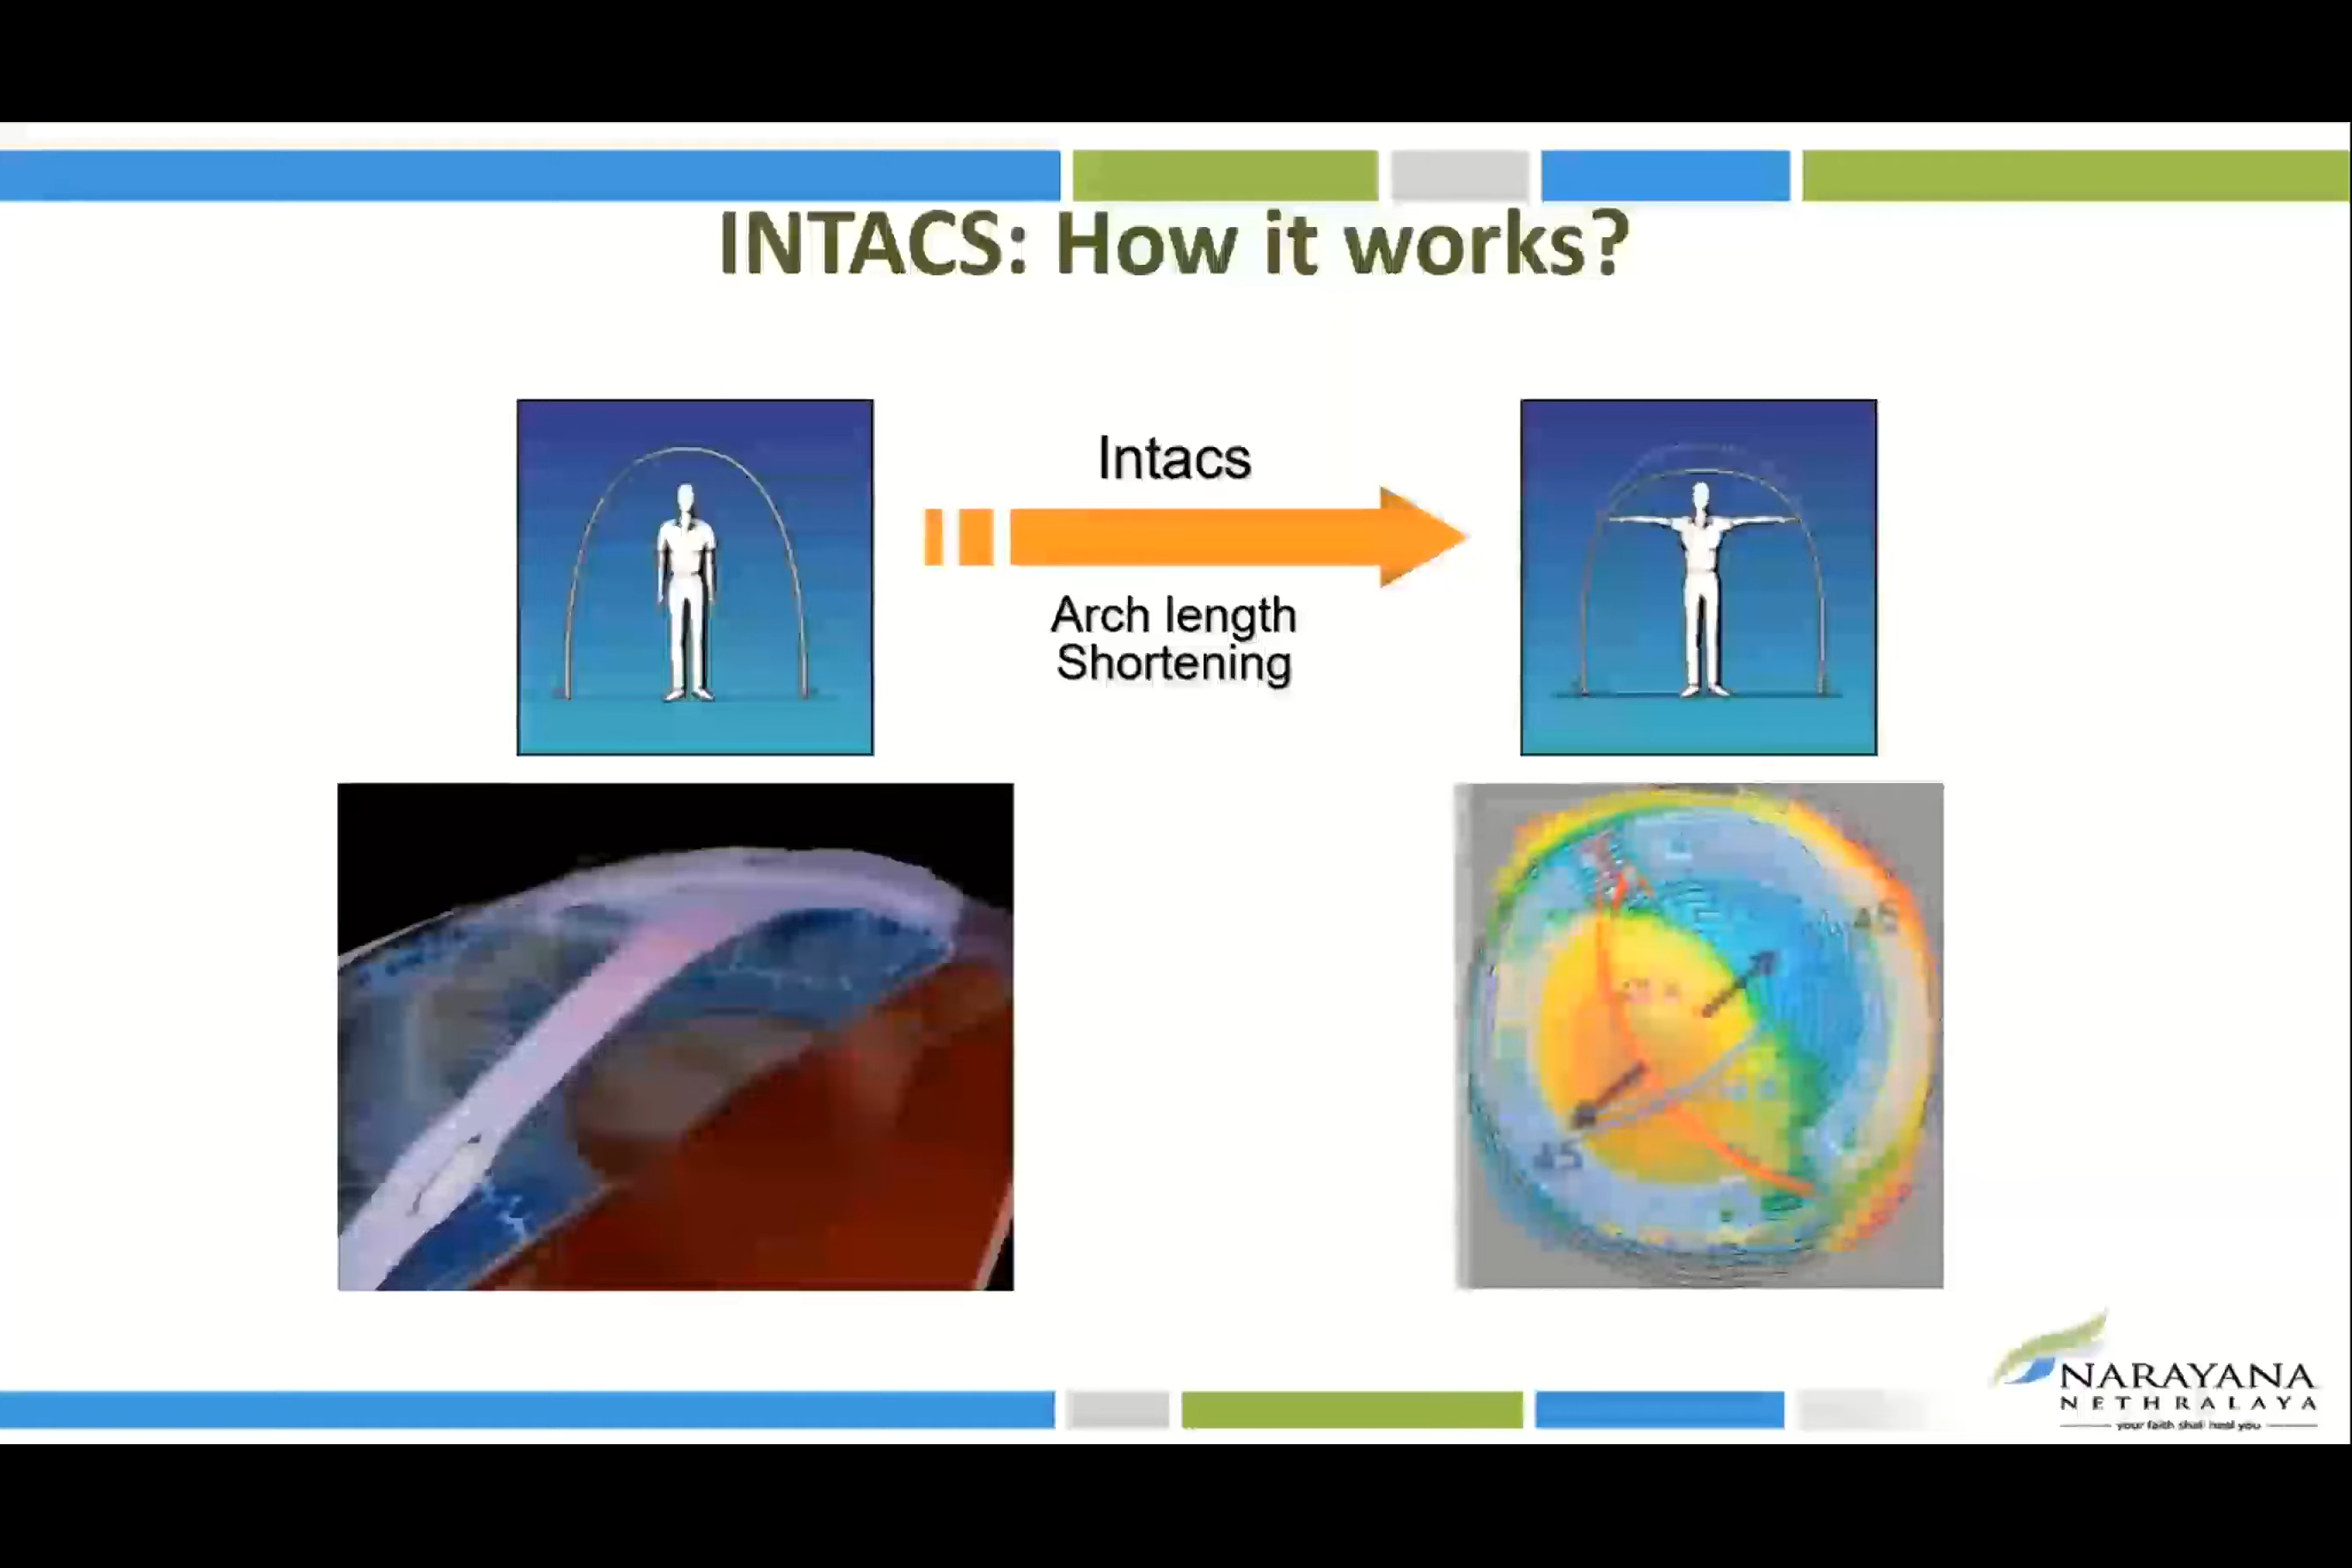 INTACS: How it works?
Intacs
Arch length
Shortening
45
45
NARAYANA
NETHRALAYA
your faith shall heal you